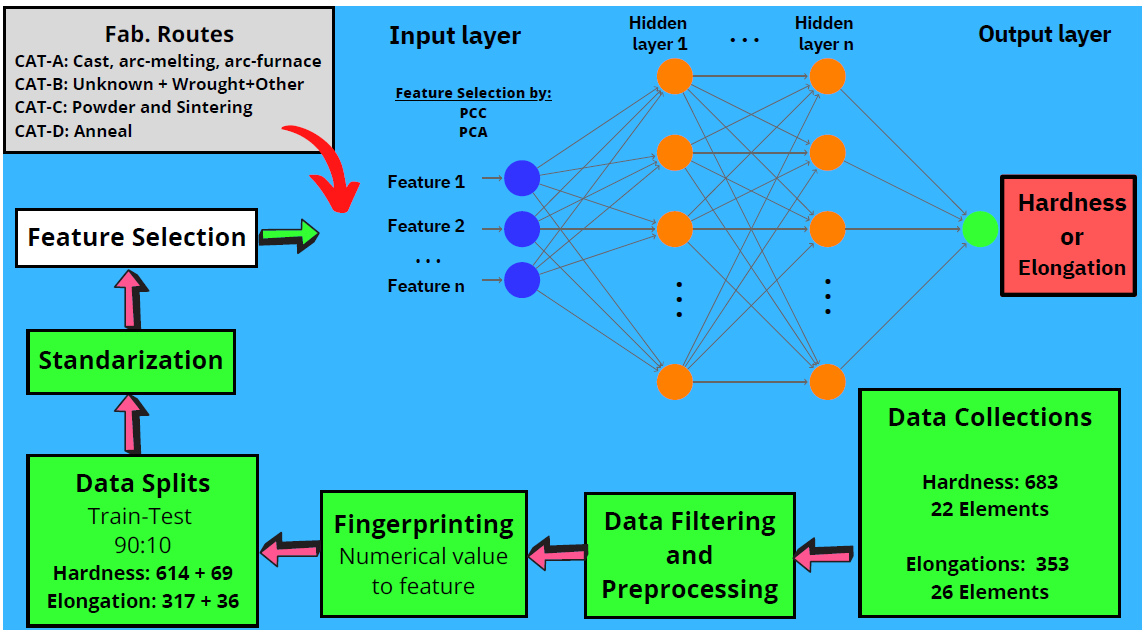 Fab. Routes
CAT-A: Cast, arc-melting, arc-furnace
CAT-B: Unknown + Wrought+Other
CAT-C: Powder and Sintering
CAT-D: Anneal
Input layer
Hidden
layer 1
. . .
Hidden
layer n
Output layer
Feature Selection by:
PCC
PCA
Feature 1
Feature 2
. . .
Feature n
Hardness
or
Elongation
Feature Selection
Standarization
Data Splits
Train-Test
90:10
Hardness: 614 + 69
Elongation: 317 + 36
Fingerprinting
Numerical value
to feature
Data Filtering
and
Preprocessing
Data Collections
Hardness: 683
22 Elements
Elongations: 353
26 Elements